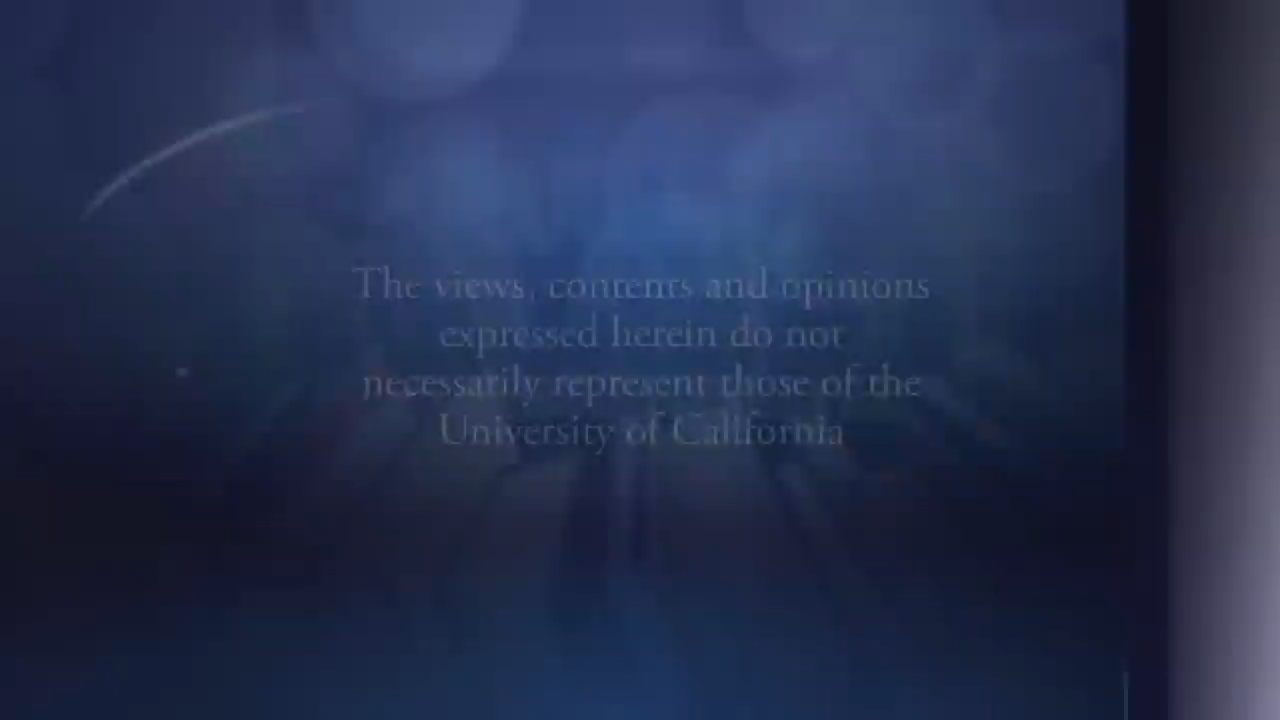 The views, contents and opinions
expressed herein do not
necessarily represent those of the
University of California